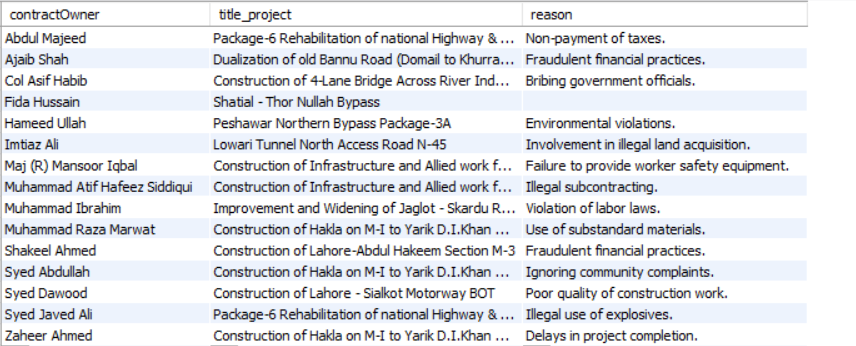 contractOwner title_project reason
Abdul Majeed Package-6 Rehabilitation of national Highway & ... Non-payment of taxes.
Ajaib Shah Dualization of old Bannu Road (Domail to Khurra... Fraudulent financial practices.
Col Asif Habib Construction of 4-Lane Bridge Across River Ind... Bribing government officials.
Fida Hussain Shatial - Thor Nullah Bypass
Hameed Ullah Peshawar Northern Bypass Package-3A Environmental violations.
Imtiaz Ali Lowari Tunnel North Access Road N-45 Involvement in illegal land acquisition.
Maj (R) Mansoor Iqbal Construction of Infrastructure and Allied work f... Failure to provide worker safety equipment.
Muhammad Atif Hafeez Siddiqui Construction of Infrastructure and Allied work f... Illegal subcontracting.
Muhammad Ibrahim Improvement and Widening of Jaglot - Skardu R... Violation of labor laws.
Muhammad Raza Marwat Construction of Hakla on M-I to Yarik D.I.Khan ... Use of substandard materials.
Shakeel Ahmed Construction of Lahore-Abdul Hakeem Section M-3 Fraudulent financial practices.
Syed Abdullah Construction of Hakla on M-I to Yarik D.I.Khan ... Ignoring community complaints.
Syed Dawood Construction of Lahore - Sialkot Motorway BOT Poor quality of construction work.
Syed Javed Ali Package-6 Rehabilitation of national Highway & ... Illegal use of explosives.
Zaheer Ahmed Construction of Hakla on M-I to Yarik D.I.Khan ... Delays in project completion.